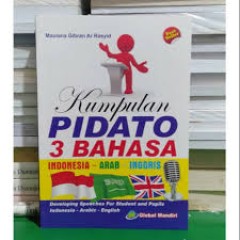 Maulana Gibran Ar Rasyid
Kumpulan
PIDATO
3 BAHASA
INDONESIA - ARAB INGGRIS
Developing Speeches For Student and Pupils
Indonesia - Arabic - English
Global Mandiri